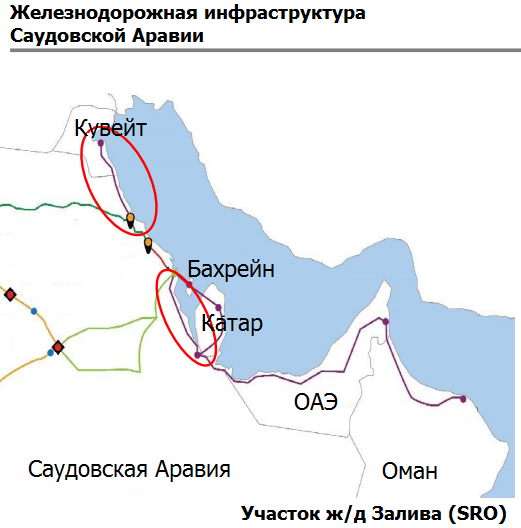 Железнодорожная инфраструктура
Саудовской Аравии
Кувейт
Бахрейн
Катар
ОАЭ
Саудовская Аравия
Оман
Участок ж/д Залива (SRO)